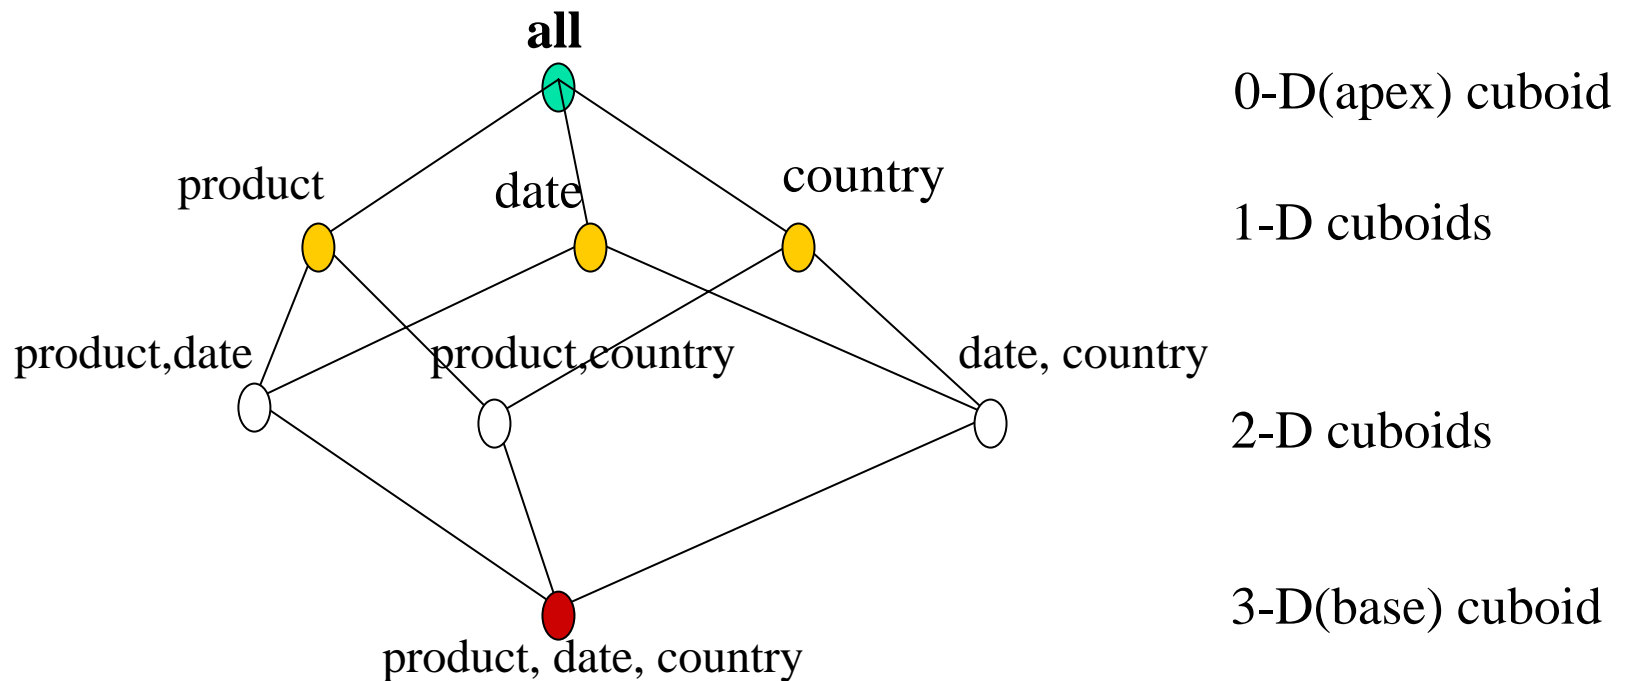 all
0-D(apex) cuboid
product
date
country
1-D cuboids
product,date
product,country
date, country
2-D cuboids
3-D(base) cuboid
product, date, country